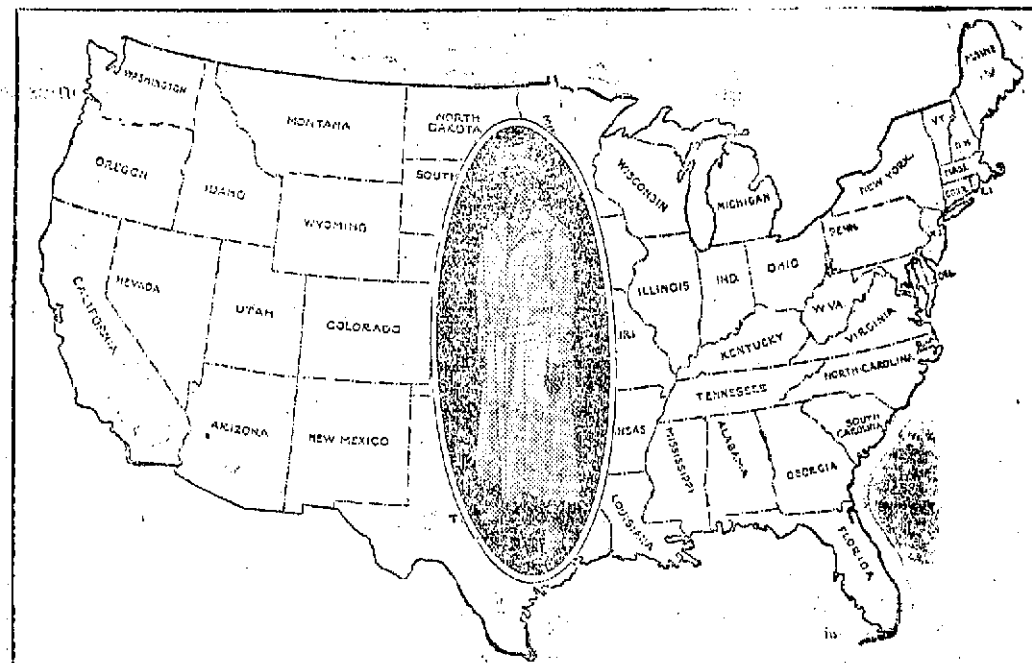 WASHINGTON
MONTANA
NORTH
DAKOTA
MAINE
VT.
N.H.
OREGON
IDAHO
SOUTH
WISCONSIN
MICHIGAN
NEW YORK
MASS.
CONN.
R.I.
WYOMING
PENN.
N.J.
NEVADA
UTAH
COLORADO
ILLINOIS
IND.
OHIO
DEL.
W.VA.
VIRGINIA
CALIFORNIA
KENTUCKY
TENNESSEE
NORTH CAROLINA
ARIZONA
NEW MEXICO
NSAS
MISSISSIPPI
ALABAMA
GEORGIA
SOUTH
CAROLINA
T
LOUISIANA
FLORIDA